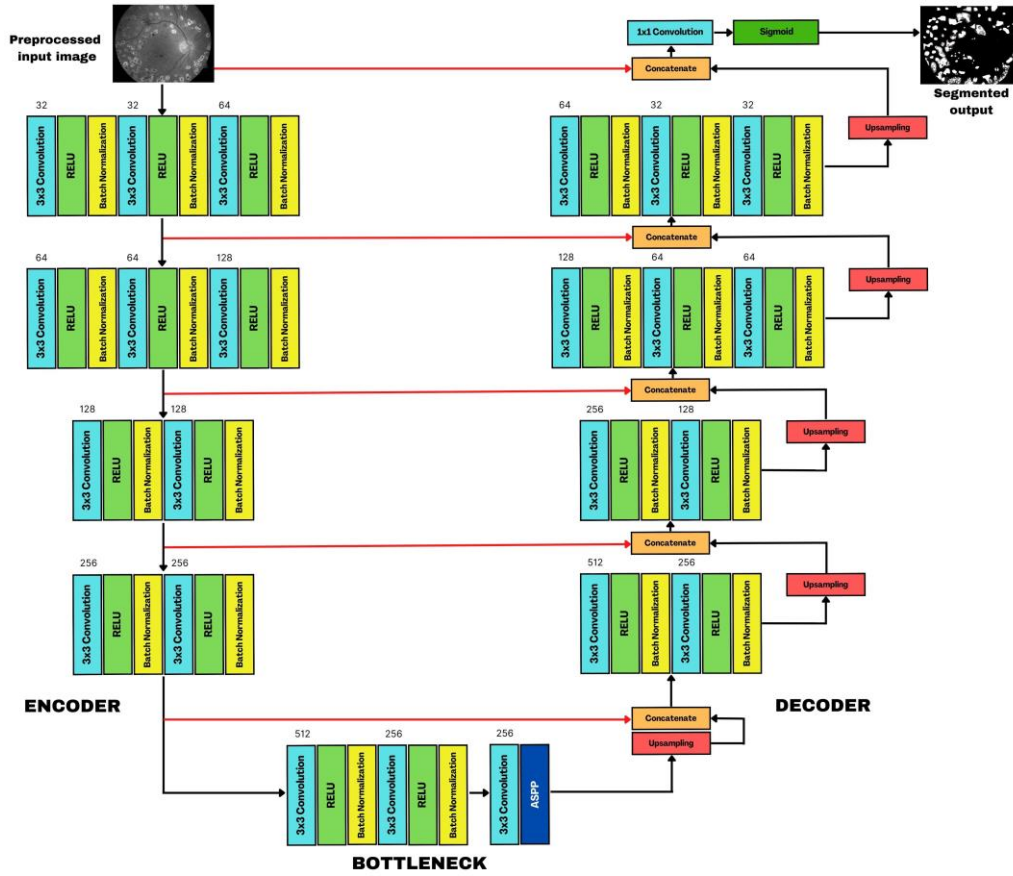 Preprocessed
input image
1x1 Convolution
Sigmoid
Concatenate
Segmented
output
32
32
64
3x3 Convolution
RELU
Batch Normalization
3x3 Convolution
RELU
Batch Normalization
3x3 Convolution
RELU
Batch Normalization
64
32
32
3x3 Convolution
RELU
Batch Normalization
3x3 Convolution
RELU
Batch Normalization
3x3 Convolution
RELU
Batch Normalization
Upsampling
Concatenate
64
64
128
3x3 Convolution
RELU
Batch Normalization
3x3 Convolution
RELU
Batch Normalization
3x3 Convolution
RELU
Batch Normalization
128
64
64
3x3 Convolution
RELU
Batch Normalization
3x3 Convolution
RELU
Batch Normalization
3x3 Convolution
RELU
Batch Normalization
Upsampling
Concatenate
128
128
3x3 Convolution
RELU
Batch Normalization
3x3 Convolution
RELU
Batch Normalization
256
128
3x3 Convolution
RELU
Batch Normalization
3x3 Convolution
RELU
Batch Normalization
Upsampling
Concatenate
256
256
3x3 Convolution
RELU
Batch Normalization
3x3 Convolution
RELU
Batch Normalization
512
256
3x3 Convolution
RELU
Batch Normalization
3x3 Convolution
RELU
Batch Normalization
Upsampling
ENCODER
DECODER
Concatenate
Upsampling
512
256
256
3x3 Convolution
RELU
Batch Normalization
3x3 Convolution
RELU
Batch Normalization
3x3 Convolution
ASPP
BOTTLENECK